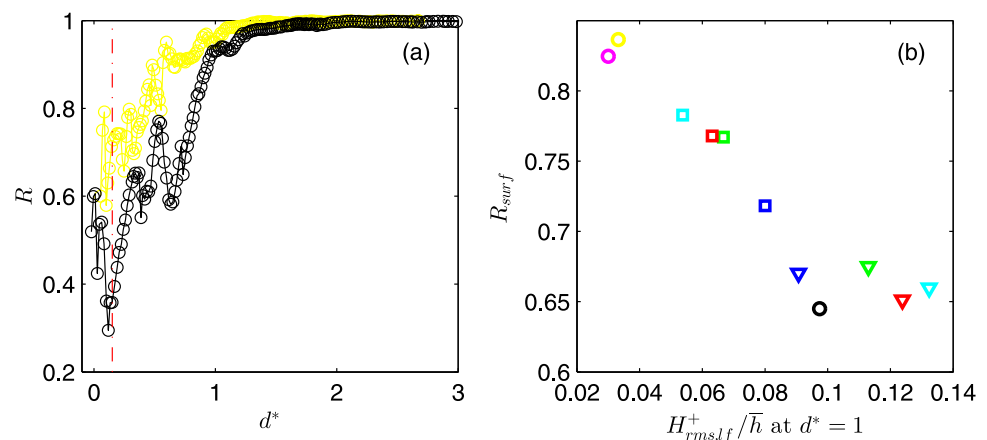 1
(a)
0.8
R
0.6
0.4
0.2
0 1 2 3
d*
(b)
0.8
0.75
R_surf
0.7
0.65
0.6
0.02 0.04 0.06 0.08 0.1 0.12 0.14
H⁺_rms,lf / h̅ at d* = 1